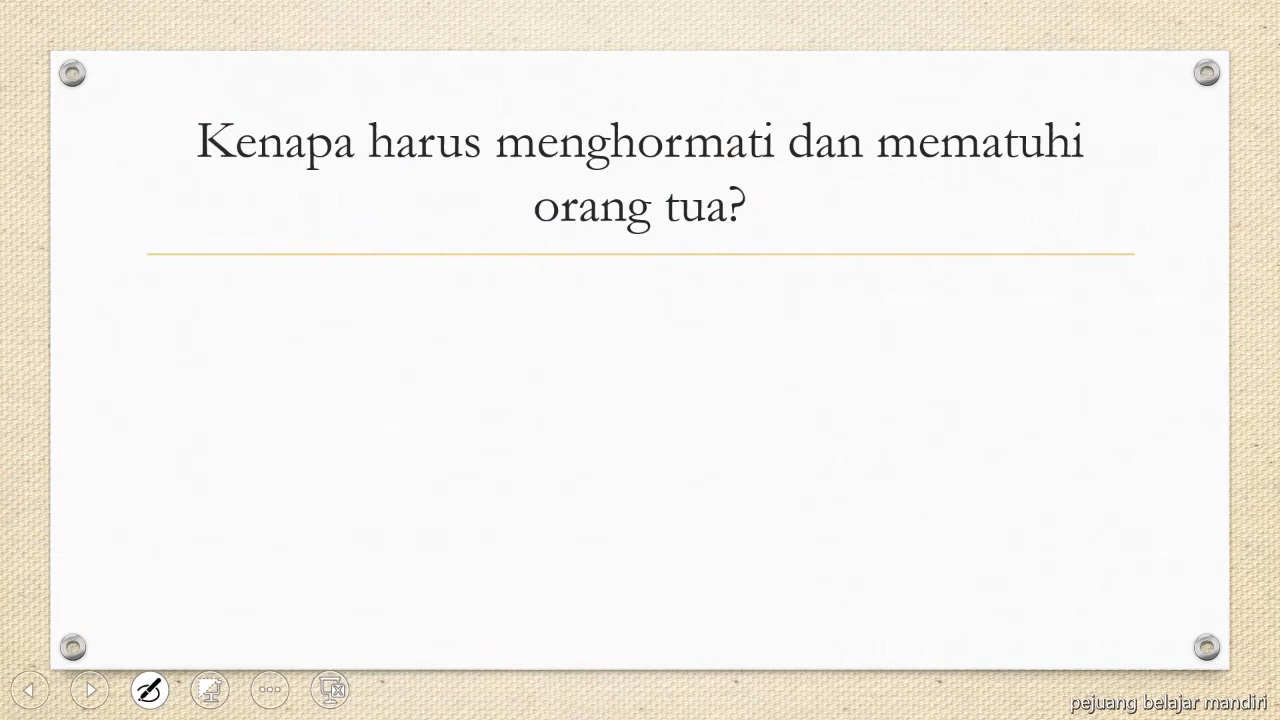 Kenapa harus menghormati dan mematuhi
orang tua?
pejuang belajar mandiri